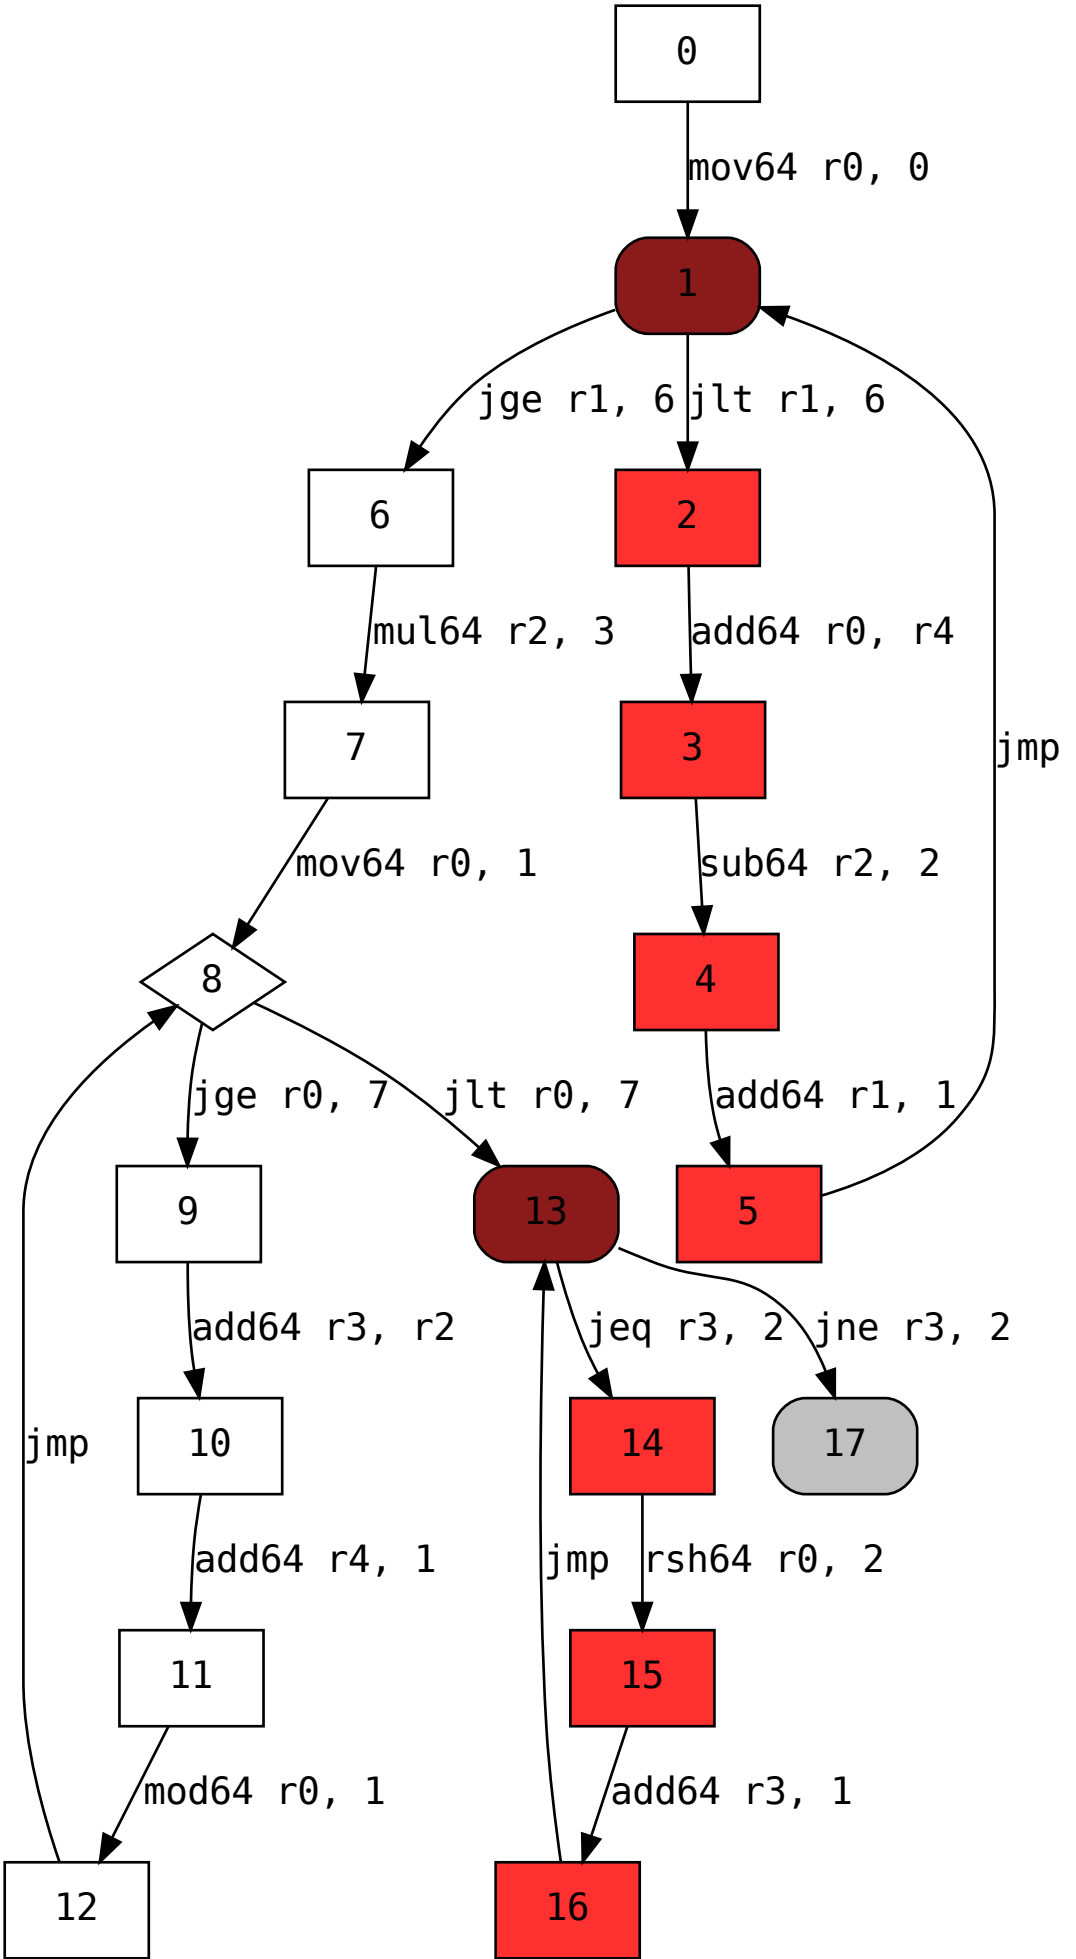 0
mov64 r0, 0
1
jge r1, 6 jlt r1, 6
6 2
mul64 r2, 3 add64 r0, r4
7 3 jmp
mov64 r0, 1 sub64 r2, 2
8 4
jge r0, 7 jlt r0, 7 add64 r1, 1
9 13 5
add64 r3, r2 jeq r3, 2 jne r3, 2
jmp 10 14 17
add64 r4, 1 jmp rsh64 r0, 2
11 15
mod64 r0, 1 add64 r3, 1
12 16